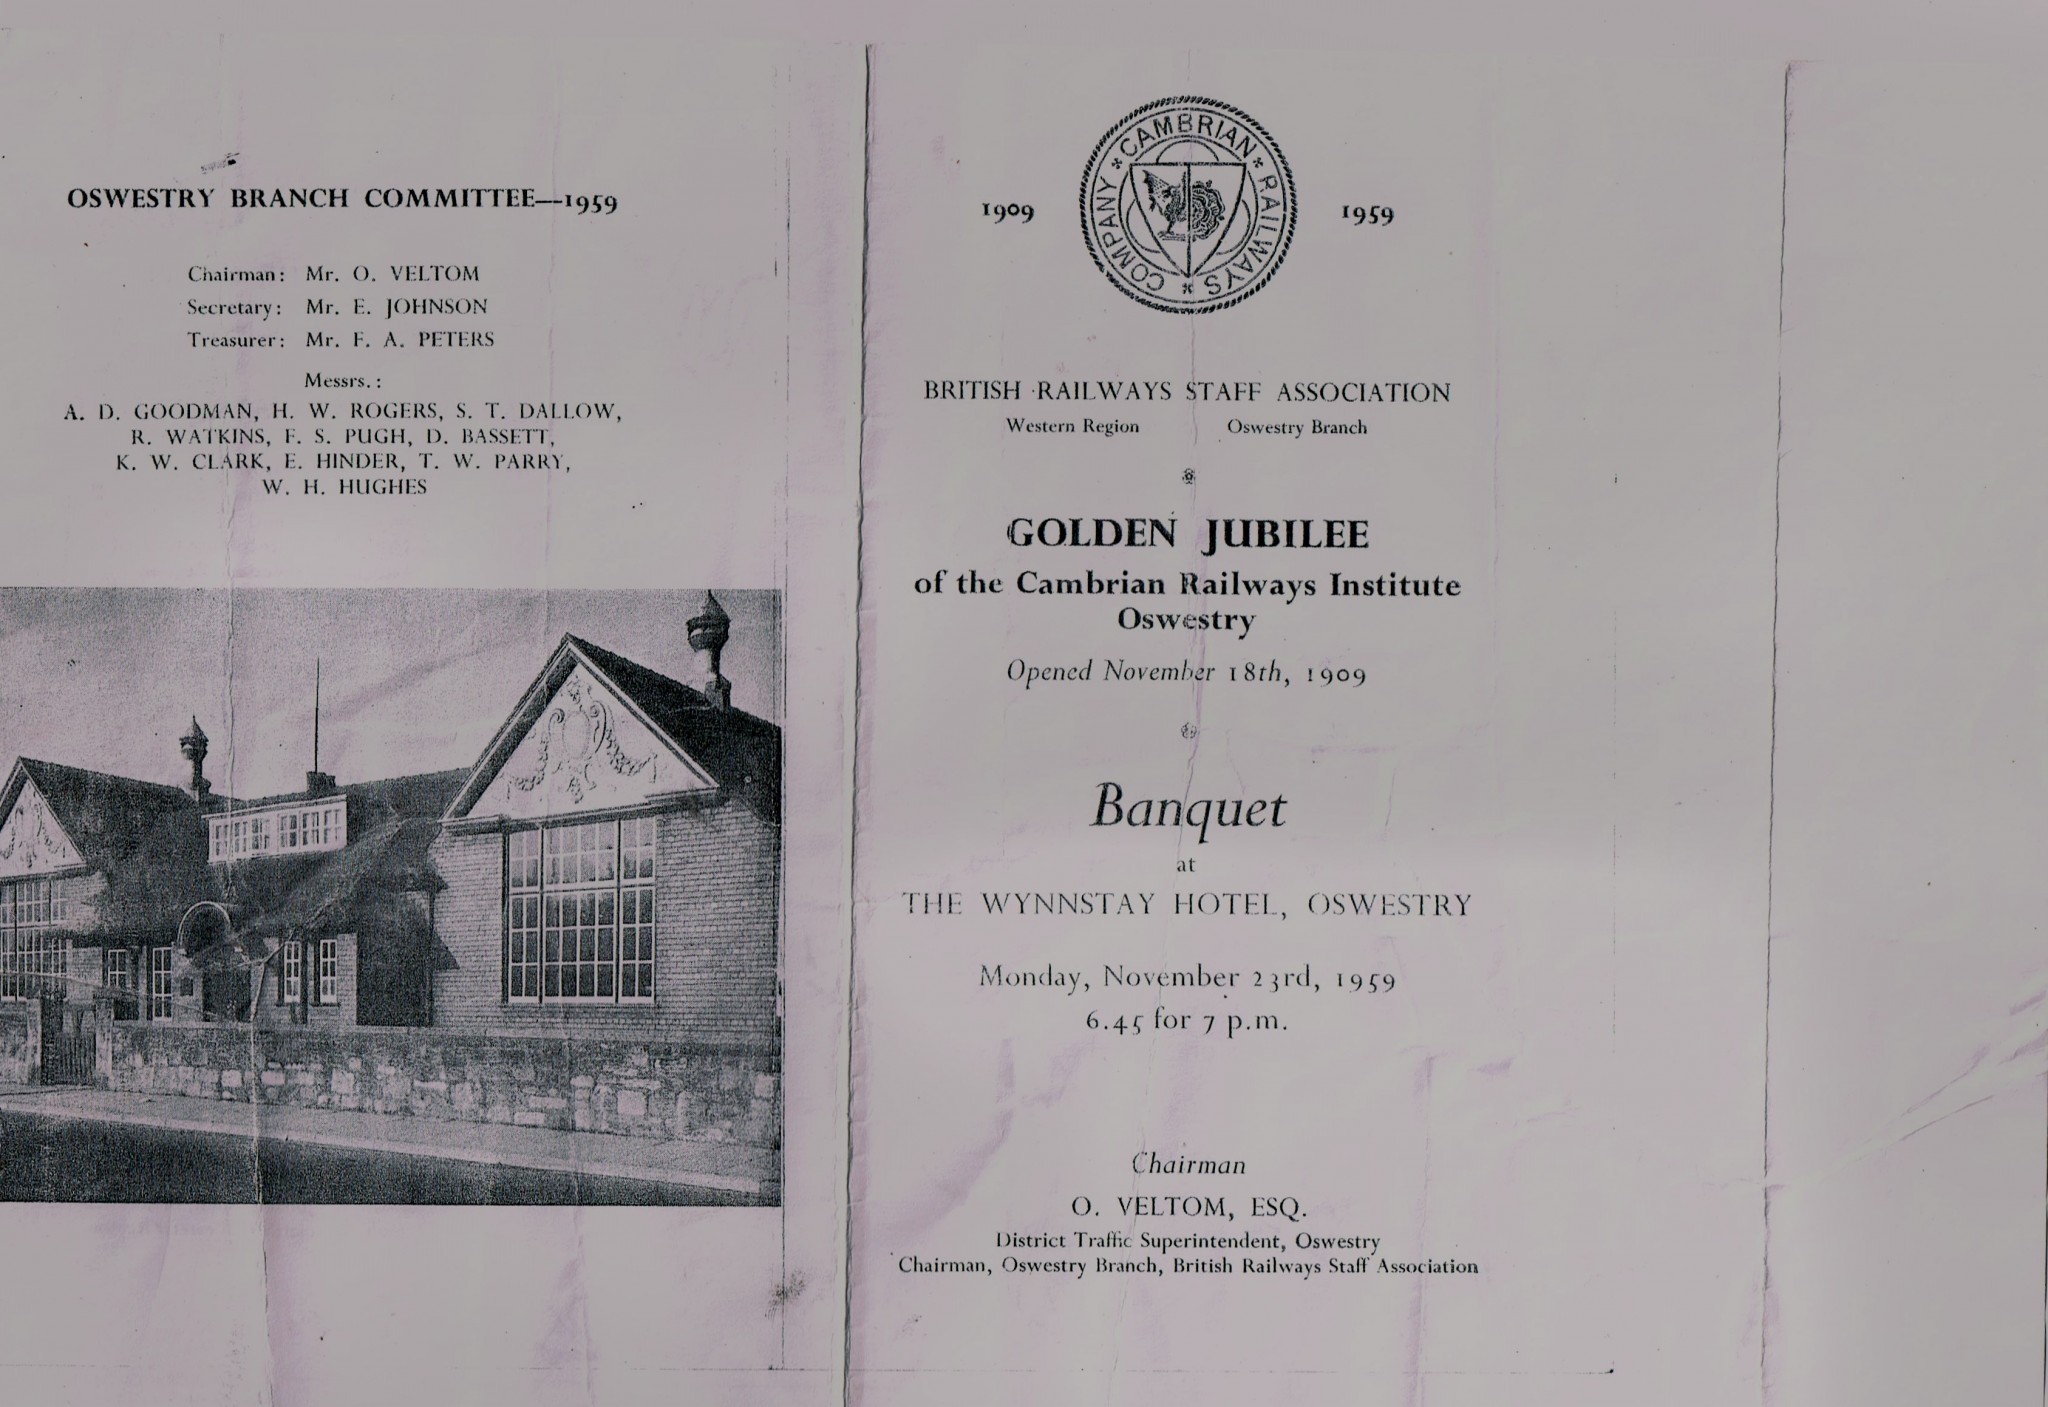 OSWESTRY BRANCH COMMITTEE—1959
Chairman: Mr. O. VELTOM
Secretary: Mr. E. JOHNSON
Treasurer: Mr. F. A. PETERS
Messrs.:
A. D. GOODMAN, H. W. ROGERS, S. T. DALLOW,
R. WATKINS, F. S. PUGH, D. BASSETT,
K. W. CLARK, E. HINDER, T. W. PARRY,
W. H. HUGHES
1909
CAMBRIAN RAILWAYS COMPANY
1959
BRITISH RAILWAYS STAFF ASSOCIATION
Western Region Oswestry Branch
GOLDEN JUBILEE
of the Cambrian Railways Institute
Oswestry
Opened November 18th, 1909
Banquet
at
THE WYNNSTAY HOTEL, OSWESTRY
Monday, November 23rd, 1959
6.45 for 7 p.m.
Chairman
O. VELTOM, ESQ.
District Traffic Superintendent, Oswestry
Chairman, Oswestry Branch, British Railways Staff Association